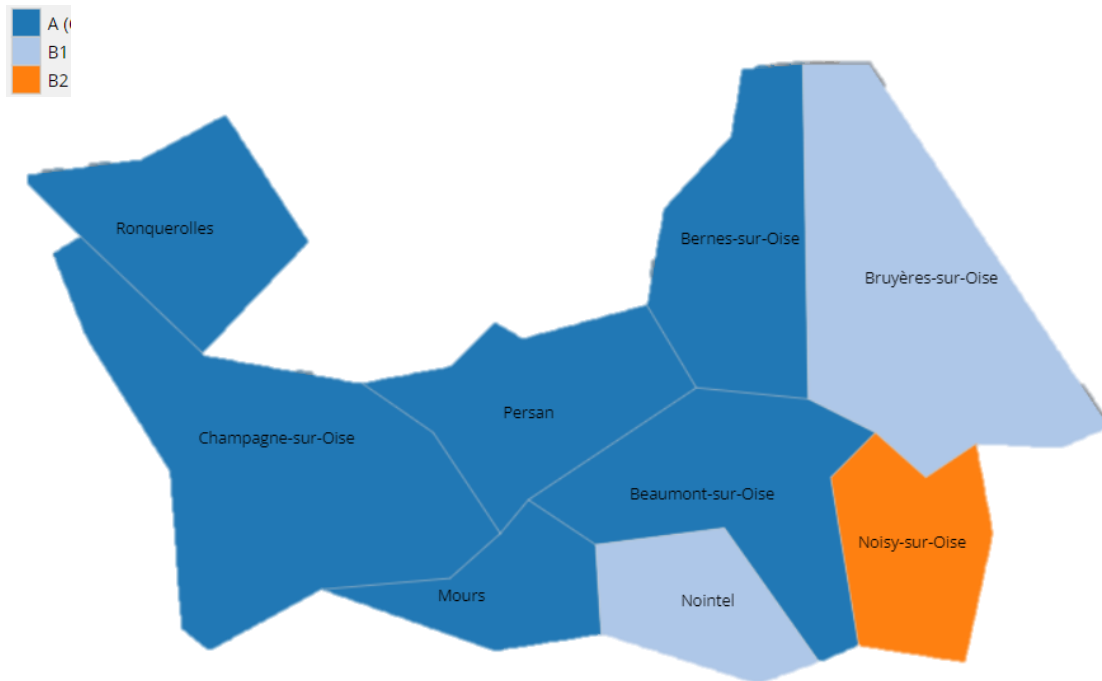 A (
B1
B2
Ronquerolles
Bernes-sur-Oise
Bruyères-sur-Oise
Persan
Champagne-sur-Oise
Beaumont-sur-Oise
Noisy-sur-Oise
Mours
Nointel